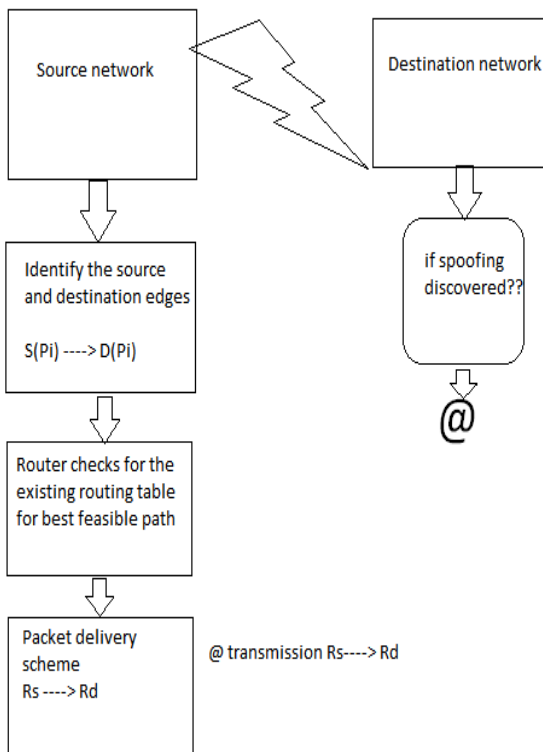 Source network
Destination network
Identify the source
and destination edges
S(Pi) ----> D(Pi)
if spoofing
discovered??
@
Router checks for the
existing routing table
for best feasible path
Packet delivery
scheme
Rs ----> Rd
@ transmission Rs----> Rd